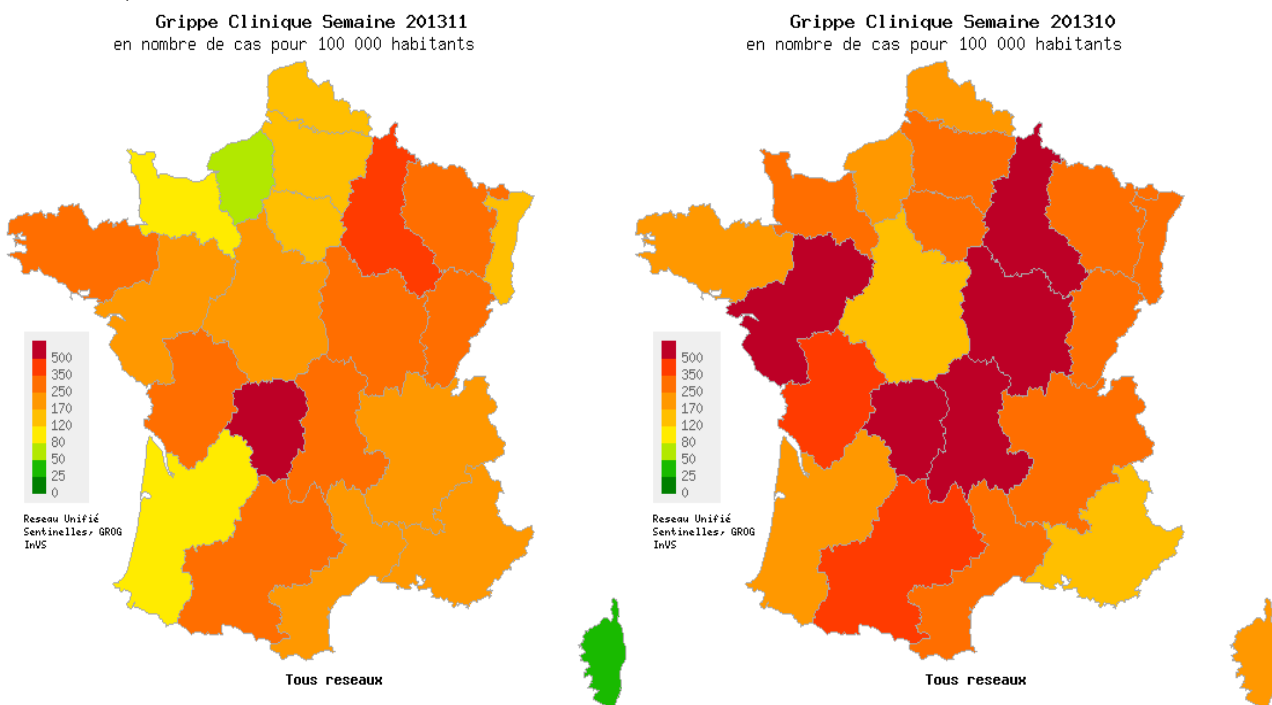 Grippe Clinique Semaine 201311
en nombre de cas pour 100 000 habitants
500
350
250
170
120
80
50
25
0
Reseau Unifié
Sentinelles, GROG
InVS
Tous reseaux
Grippe Clinique Semaine 201310
en nombre de cas pour 100 000 habitants
500
350
250
170
120
80
50
25
0
Reseau Unifié
Sentinelles, GROG
InVS
Tous reseaux